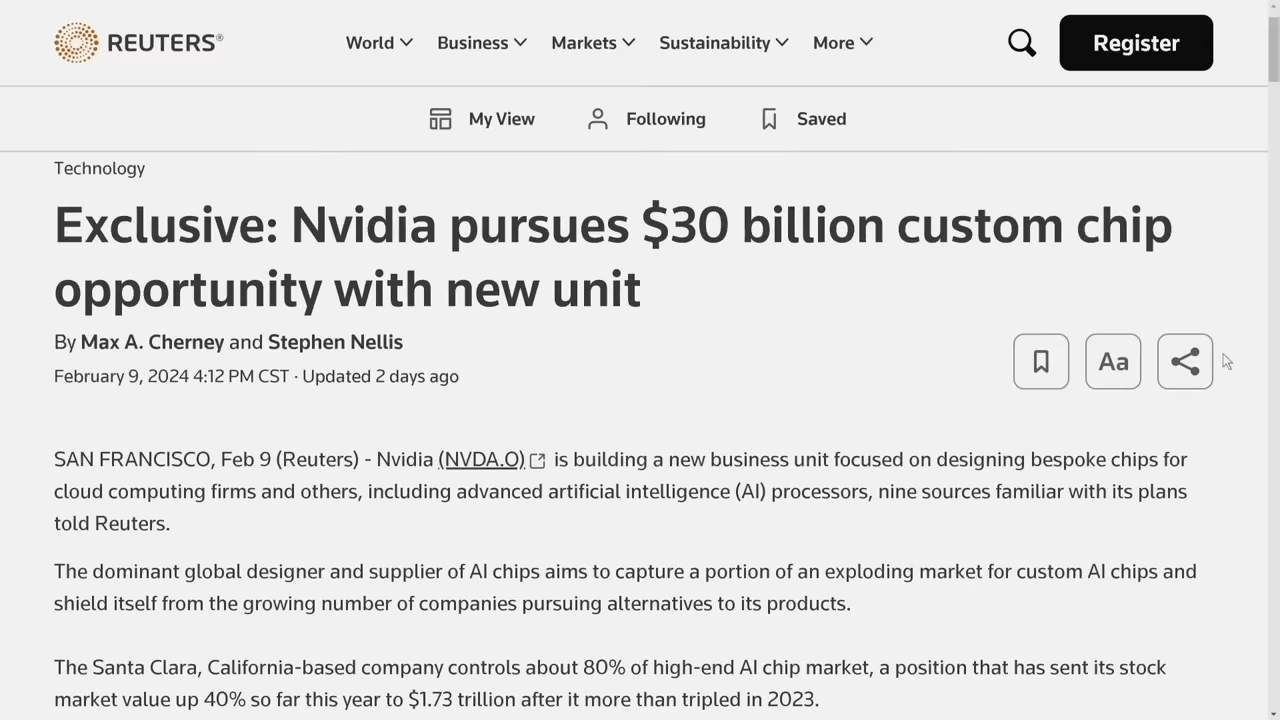 REUTERS®
World Business Markets Sustainability More
Register
My View Following Saved
Technology
Exclusive: Nvidia pursues $30 billion custom chip
opportunity with new unit
By Max A. Cherney and Stephen Nellis
February 9, 2024 4:12 PM CST · Updated 2 days ago
Aa
SAN FRANCISCO, Feb 9 (Reuters) - Nvidia (NVDA.O) is building a new business unit focused on designing bespoke chips for
cloud computing firms and others, including advanced artificial intelligence (AI) processors, nine sources familiar with its plans
told Reuters.
The dominant global designer and supplier of AI chips aims to capture a portion of an exploding market for custom AI chips and
shield itself from the growing number of companies pursuing alternatives to its products.
The Santa Clara, California-based company controls about 80% of high-end AI chip market, a position that has sent its stock
market value up 40% so far this year to $1.73 trillion after it more than tripled in 2023.